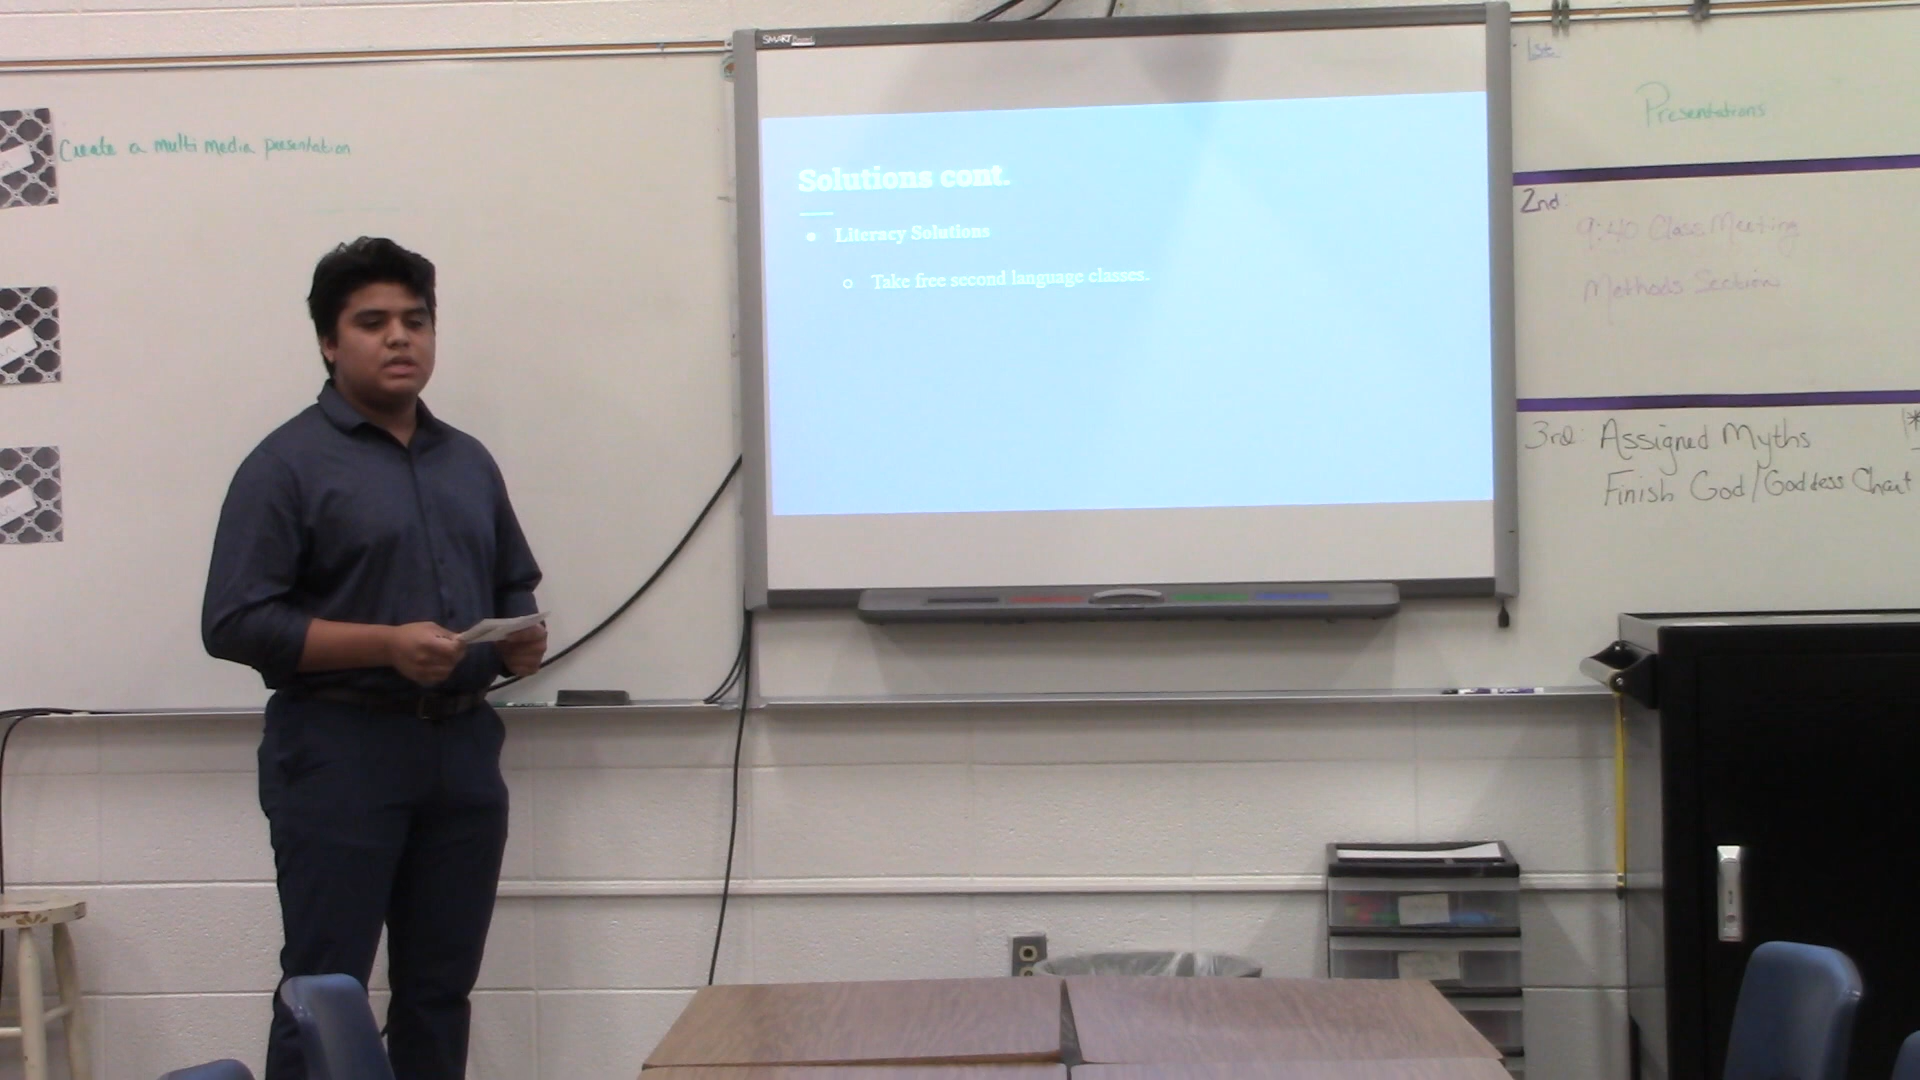 SMART Board
Create a multi media presentation
Solutions cont.
Literacy Solutions
Take free second language classes.
1st
Presentations
2nd:
9:40 Class Meeting
Methods Section
3rd: Assigned Myths
Finish God/Goddess Chart